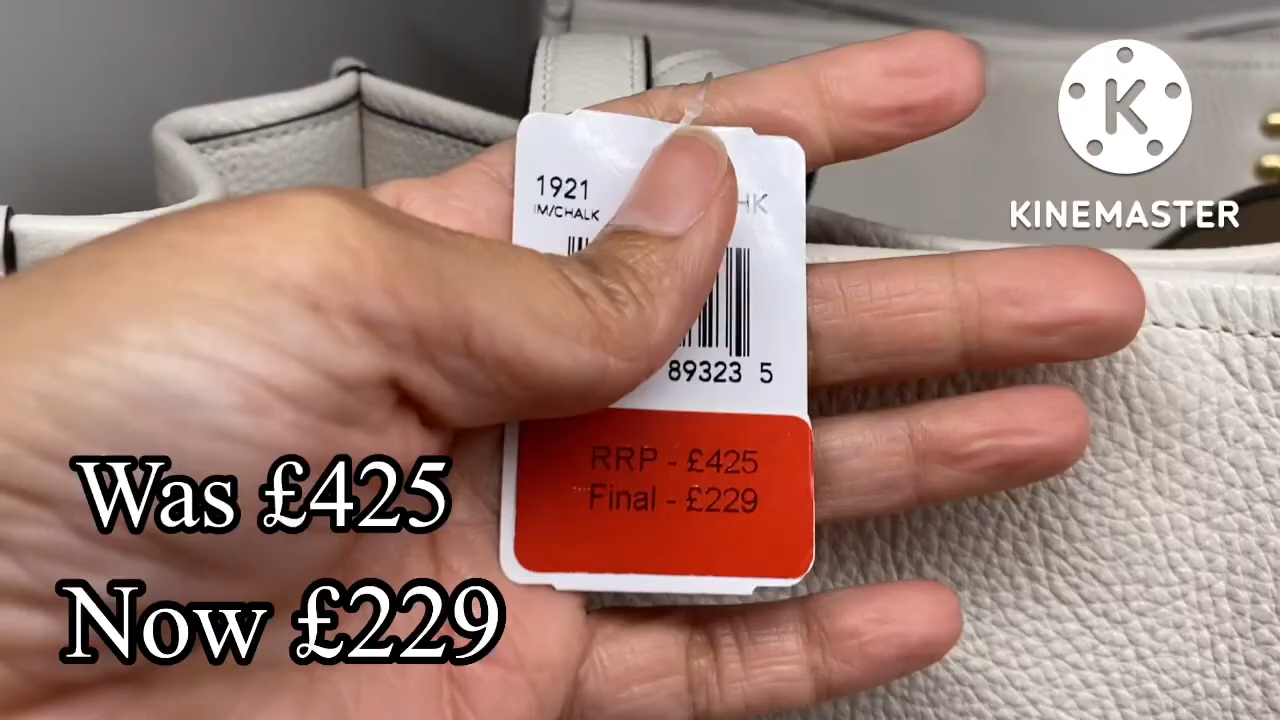 K
KINEMASTER
1921
IM/CHALK
HK
89323 5
RRP - £425
Final - £229
Was £425
Now £229